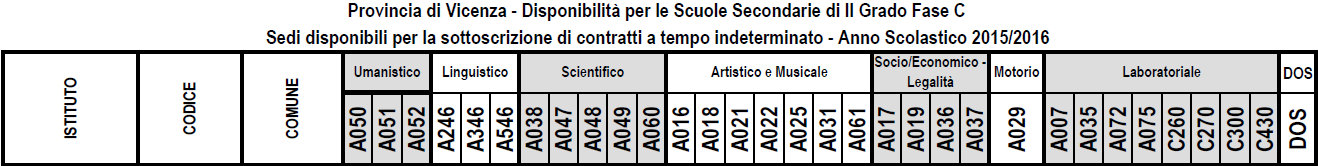 Provincia di Vicenza - Disponibilità per le Scuole Secondarie di II Grado Fase C
Sedi disponibili per la sottoscrizione di contratti a tempo indeterminato - Anno Scolastico 2015/2016
ISTITUTO
CODICE
COMUNE
Umanistico
Linguistico
Scientifico
Artistico e Musicale
Socio/Economico -
Legalità
Motorio
Laboratoriale
DOS
A050 A051 A052 A246 A346 A546 A038 A047 A048 A049 A060 A016 A018 A021 A022 A025 A031 A061 A017 A019 A036 A037 A029 A007 A035 A072 A075 C260 C270 C300 C430 DOS